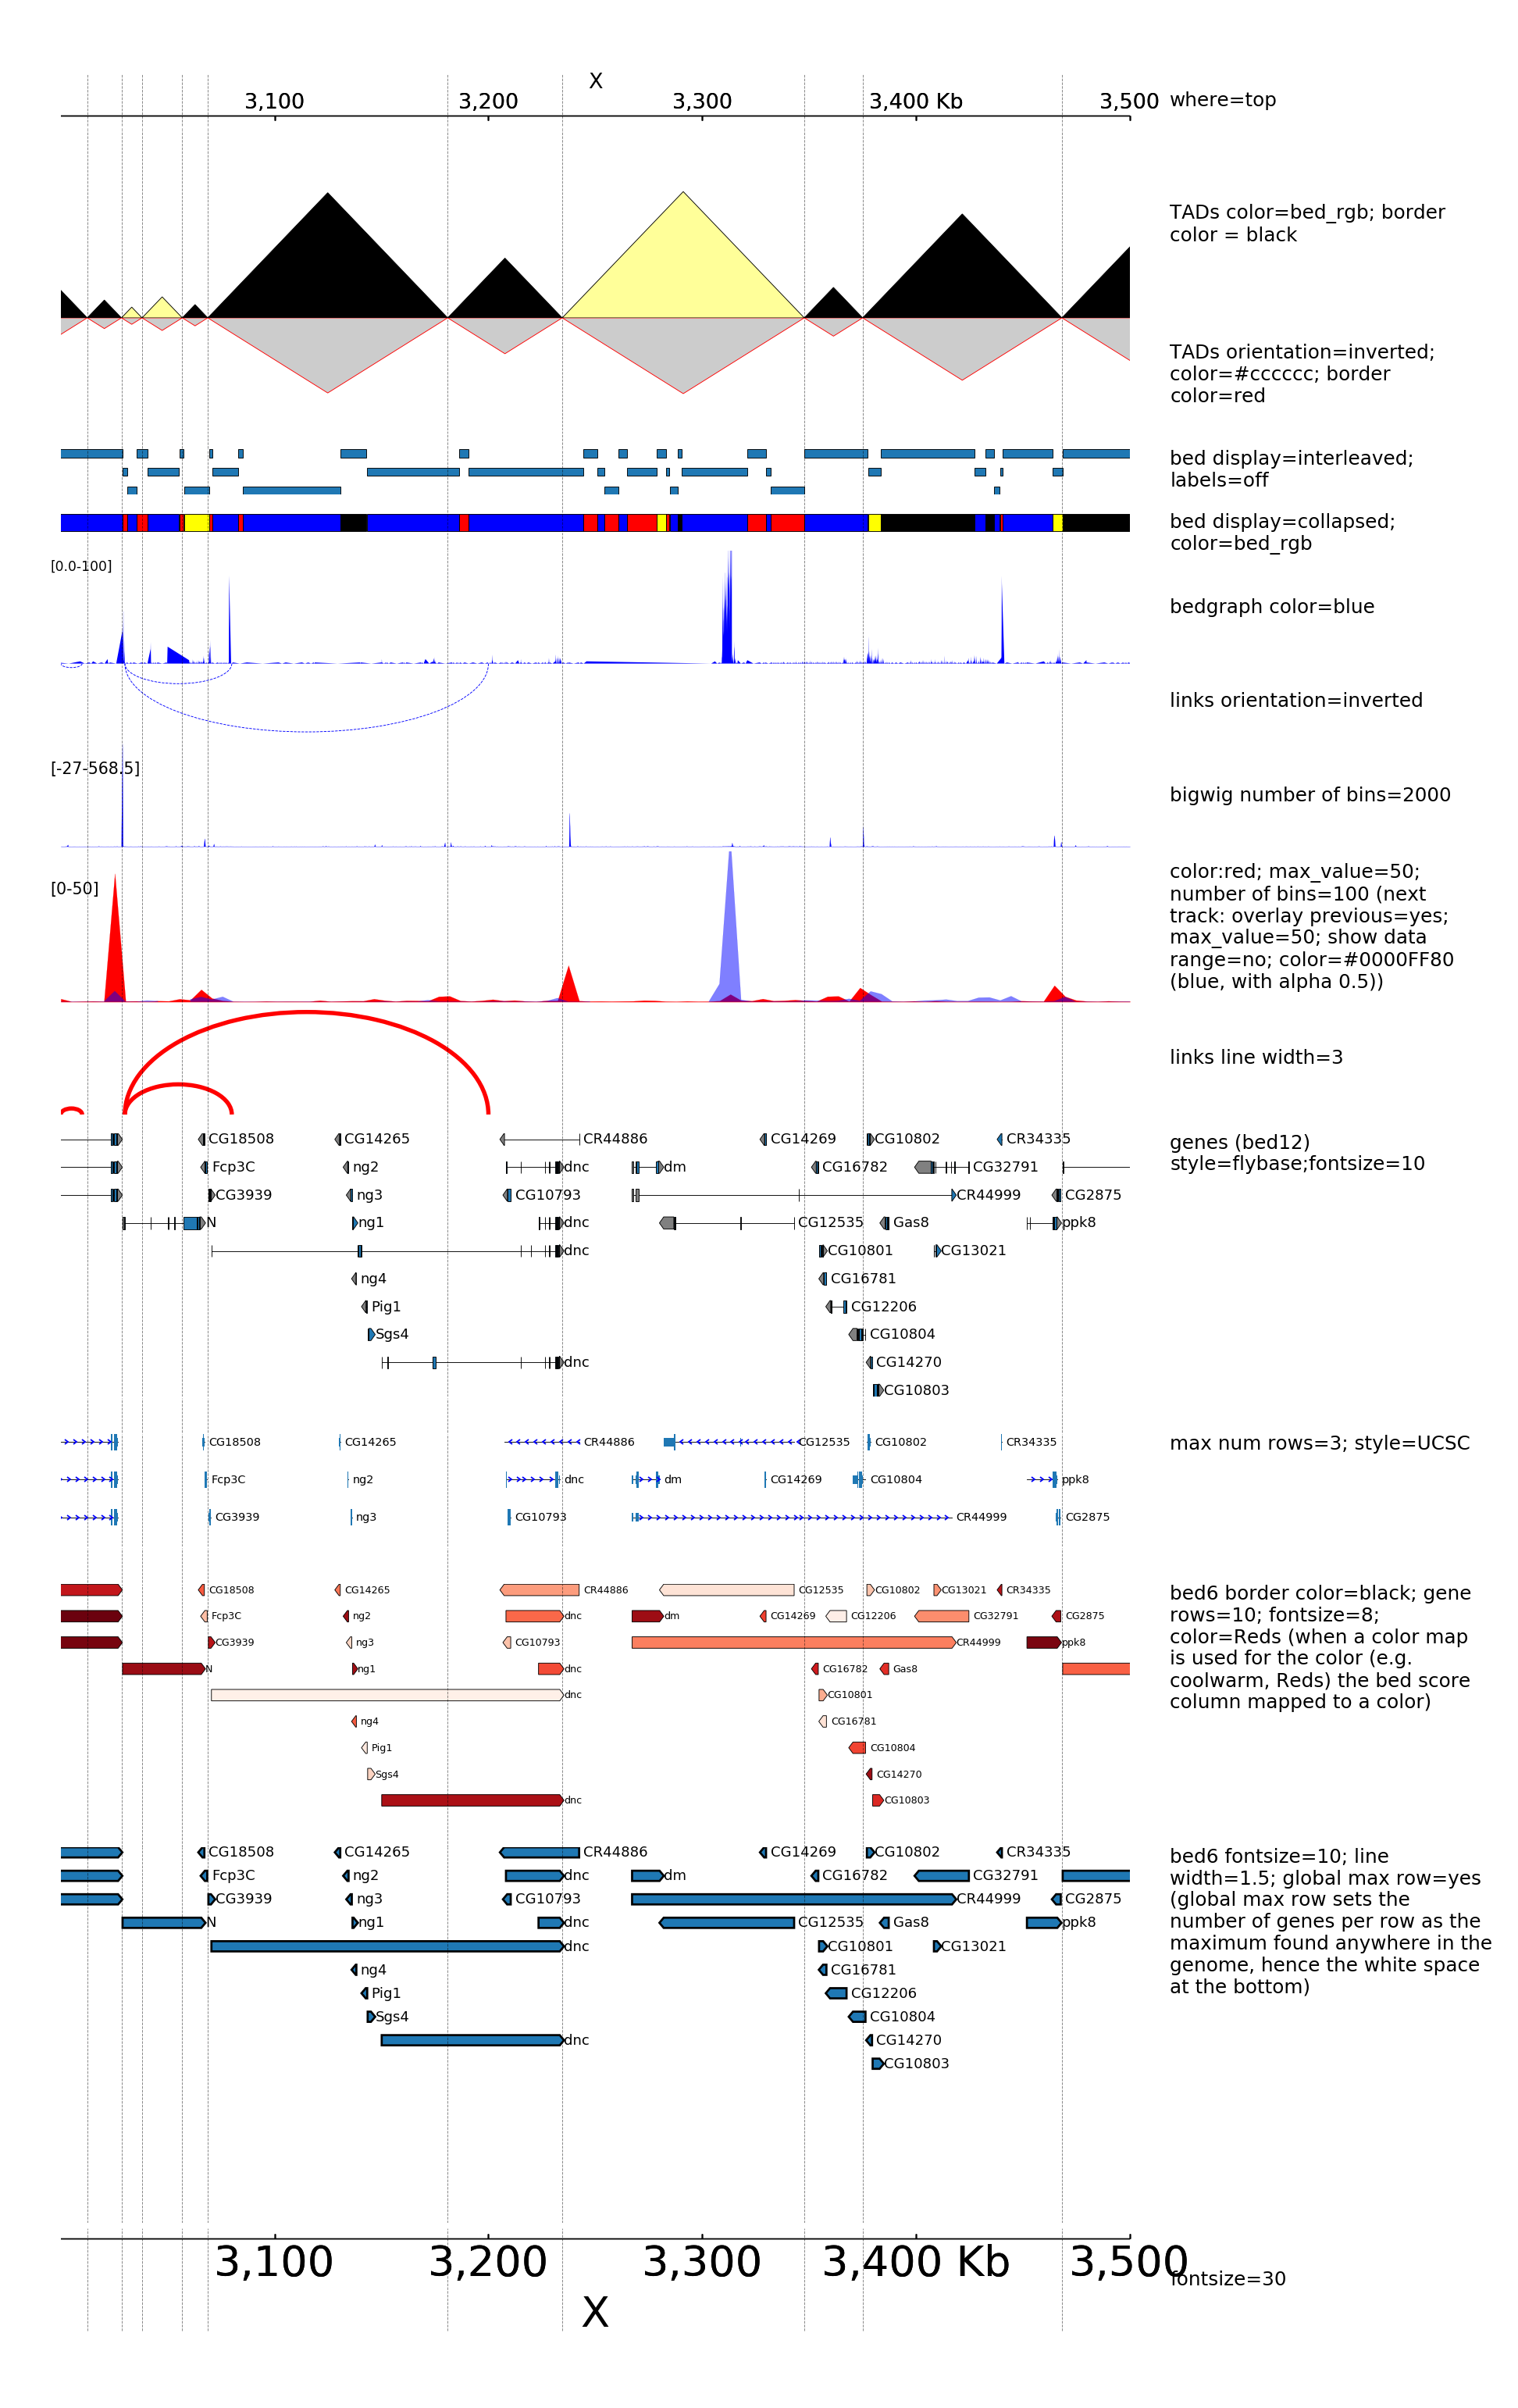 X
3,100 3,200 3,300 3,400 Kb 3,500
where=top
TADs color=bed_rgb; border
color = black
TADs orientation=inverted;
color=#cccccc; border
color=red
bed display=interleaved;
labels=off
bed display=collapsed;
color=bed_rgb
[0.0-100]
bedgraph color=blue
links orientation=inverted
[-27-568.5]
bigwig number of bins=2000
[0-50]
color:red; max_value=50;
number of bins=100 (next
track: overlay previous=yes;
max_value=50; show data
range=no; color=#0000FF80
(blue, with alpha 0.5))
links line width=3
CG18508 CG14265 CR44886 CG14269 CG10802 CR34335
Fcp3C ng2 dnc dm CG16782 CG32791
CG3939 ng3 CG10793 CR44999 CG2875
N ng1 dnc CG12535 Gas8 ppk8
dnc CG10801 CG13021
ng4 CG16781
Pig1 CG12206
Sgs4 CG10804
dnc CG14270
CG10803
genes (bed12)
style=flybase;fontsize=10
CG18508 CG14265 CR44886 CG12535 CG10802 CR34335
Fcp3C ng2 dnc dm CG14269 CG10804 ppk8
CG3939 ng3 CG10793 CR44999 CG2875
max num rows=3; style=UCSC
CG18508 CG14265 CR44886 CG12535 CG10802 CG13021 CR34335
Fcp3C ng2 dnc dm CG14269 CG12206 CG32791 CG2875
CG3939 ng3 CG10793 CR44999 ppk8
N ng1 dnc CG16782 Gas8
dnc CG10801
ng4 CG16781
Pig1 CG10804
Sgs4 CG14270
dnc CG10803
bed6 border color=black; gene
rows=10; fontsize=8;
color=Reds (when a color map
is used for the color (e.g.
coolwarm, Reds) the bed score
column mapped to a color)
CG18508 CG14265 CR44886 CG14269 CG10802 CR34335
Fcp3C ng2 dnc dm CG16782 CG32791
CG3939 ng3 CG10793 CR44999 CG2875
N ng1 dnc CG12535 Gas8 ppk8
dnc CG10801 CG13021
ng4 CG16781
Pig1 CG12206
Sgs4 CG10804
dnc CG14270
CG10803
bed6 fontsize=10; line
width=1.5; global max row=yes
(global max row sets the
number of genes per row as the
maximum found anywhere in the
genome, hence the white space
at the bottom)
3,100 3,200 3,300 3,400 Kb 3,500
X
fontsize=30